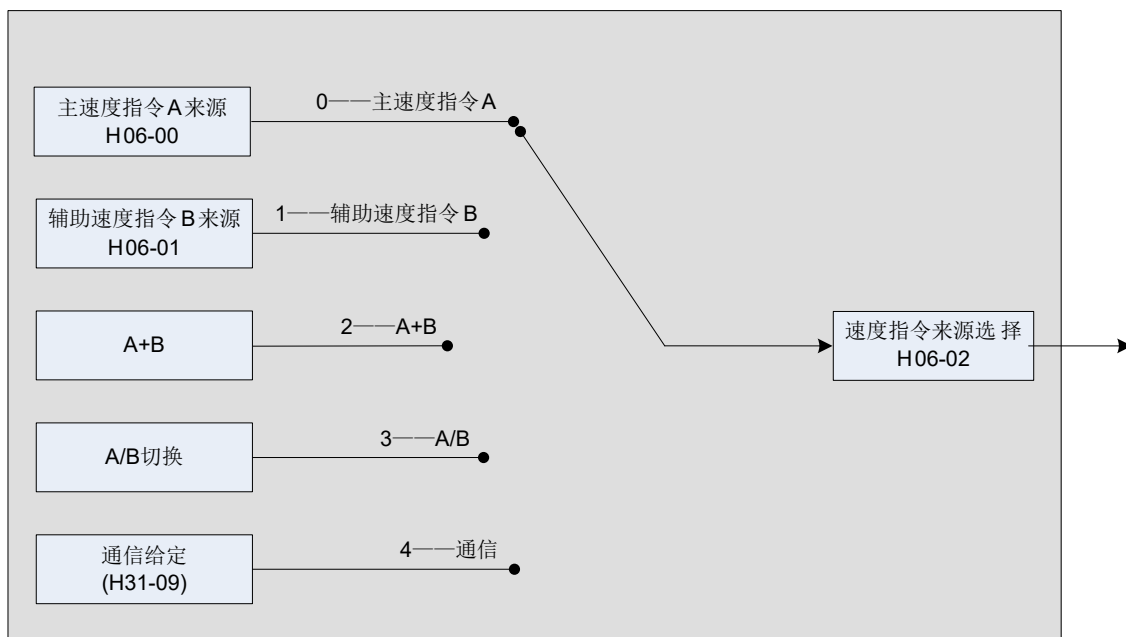 主速度指令A来源
H06-00
0——主速度指令A
辅助速度指令B来源
H06-01
1——辅助速度指令B
A+B
2——A+B
速度指令来源选择
H06-02
A/B切换
3——A/B
通信给定
(H31-09)
4——通信